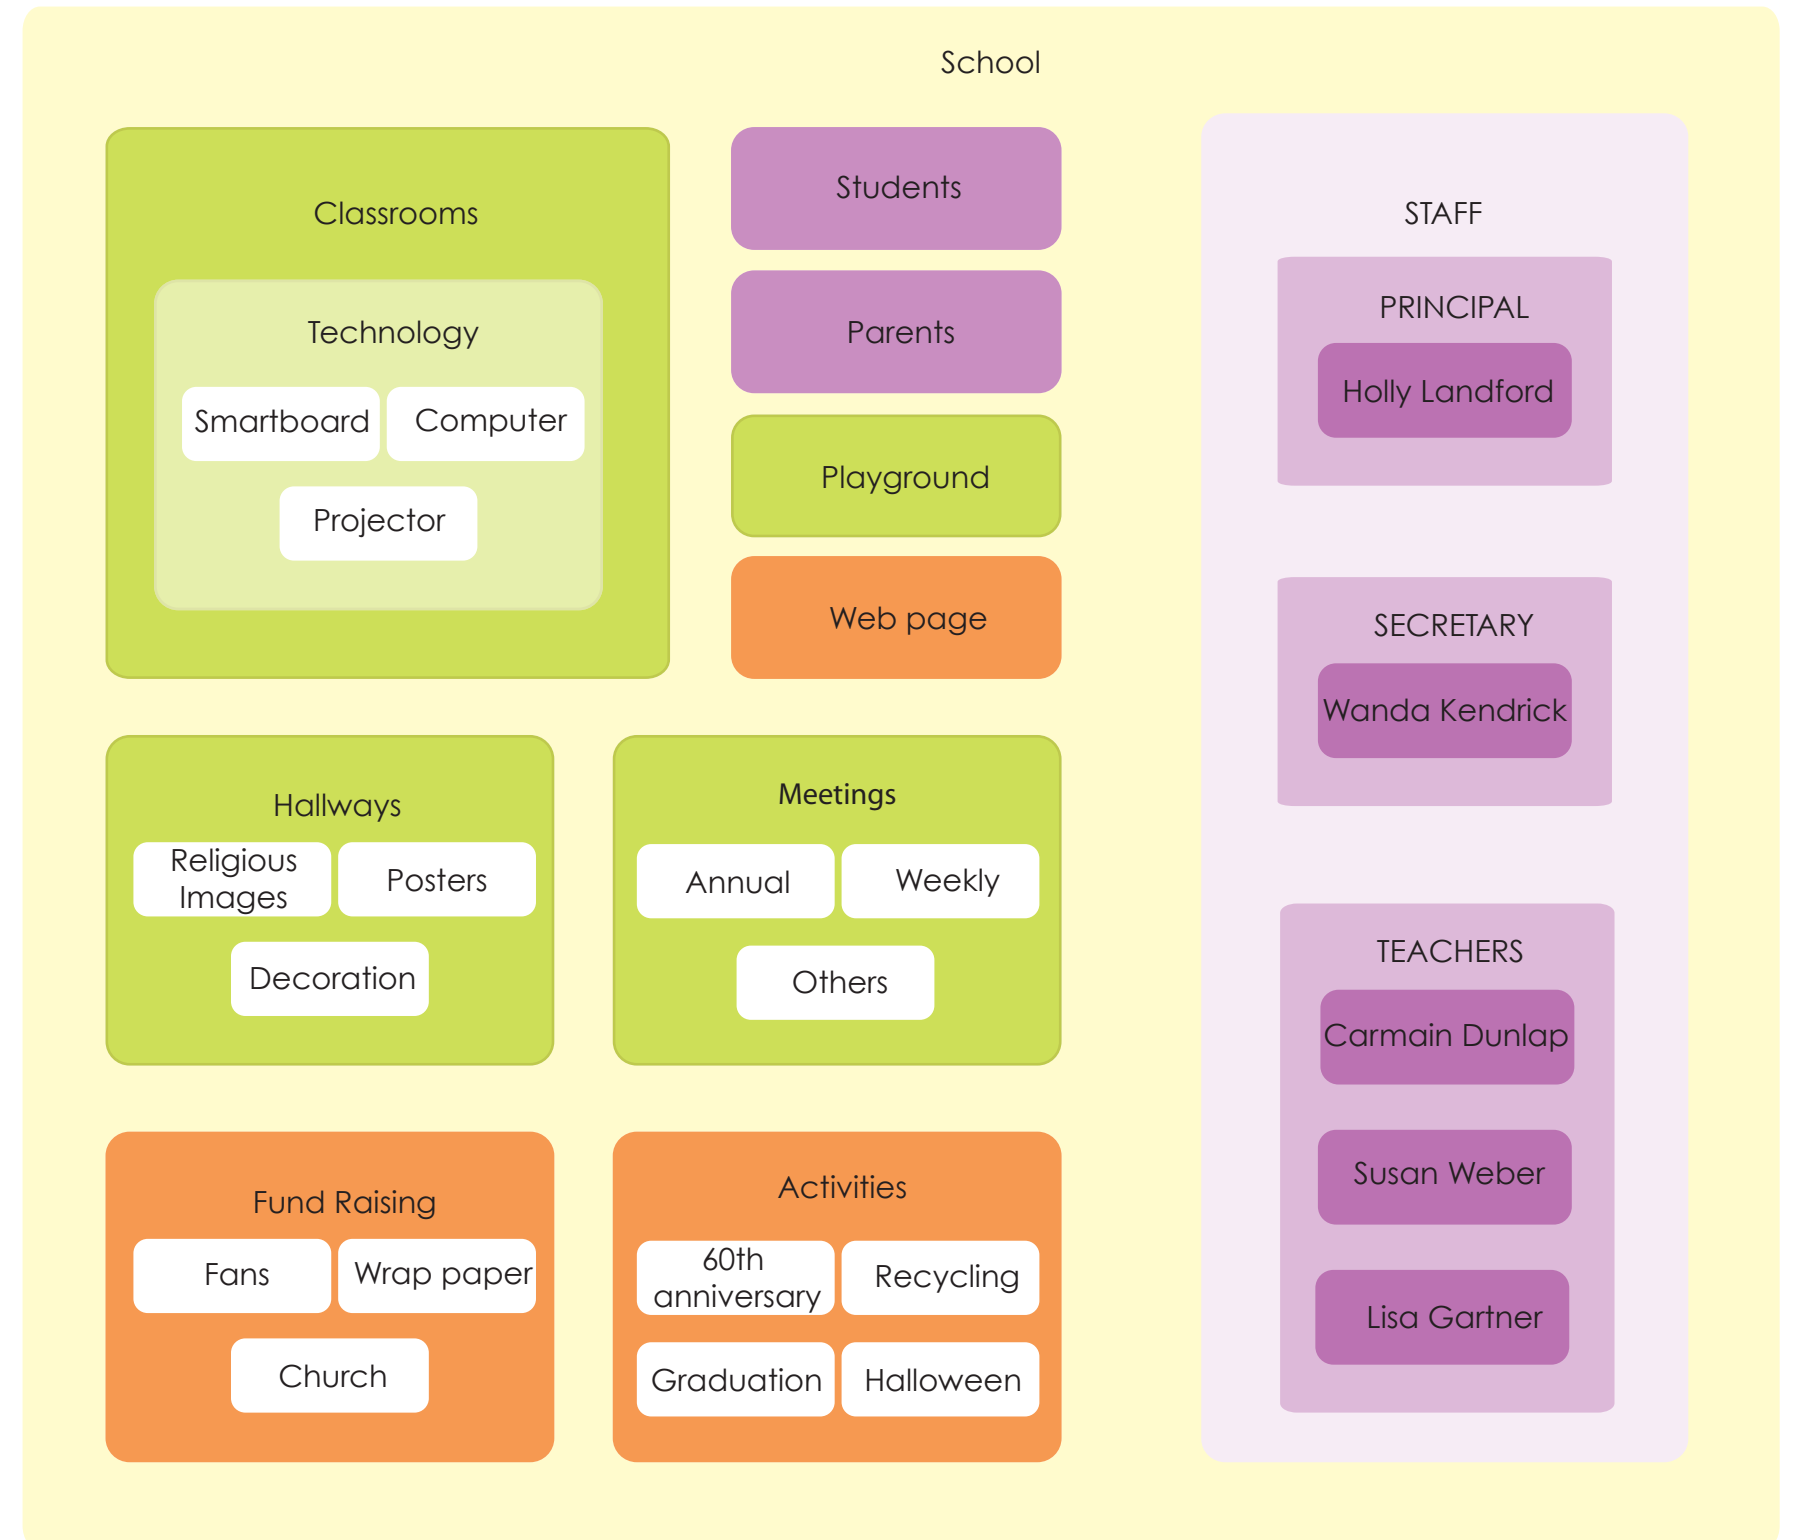 School
Classrooms
Technology
Smartboard
Computer
Projector
Students
Parents
Playground
Web page
Hallways
Religious
Images
Posters
Decoration
Meetings
Annual
Weekly
Others
Fund Raising
Fans
Wrap paper
Church
Activities
60th
anniversary
Recycling
Graduation
Halloween
STAFF
PRINCIPAL
Holly Landford
SECRETARY
Wanda Kendrick
TEACHERS
Carmain Dunlap
Susan Weber
Lisa Gartner